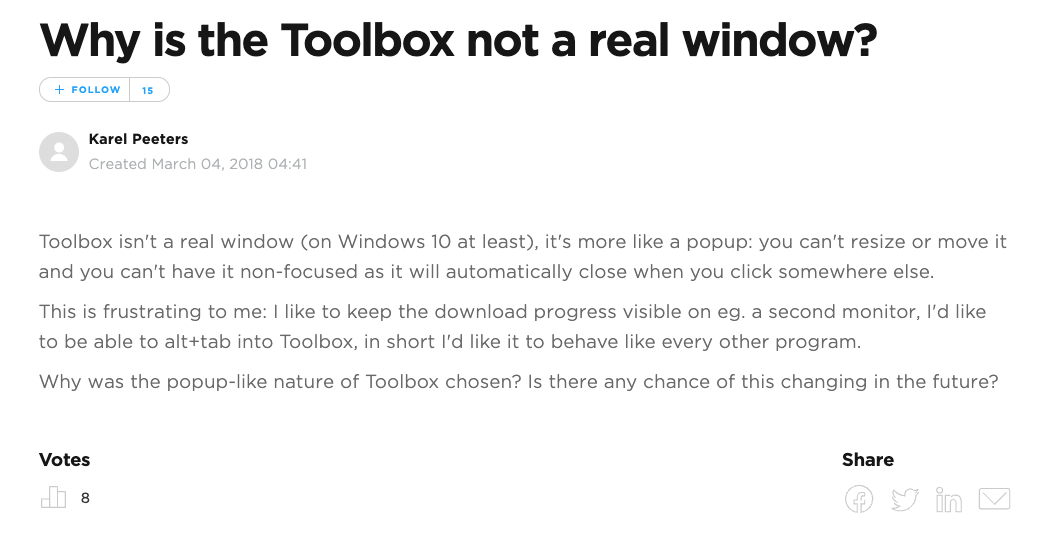 Why is the Toolbox not a real window?
+ FOLLOW 15
Karel Peeters
Created March 04, 2018 04:41
Toolbox isn't a real window (on Windows 10 at least), it's more like a popup: you can't resize or move it
and you can't have it non-focused as it will automatically close when you click somewhere else.
This is frustrating to me: I like to keep the download progress visible on eg. a second monitor, I'd like
to be able to alt+tab into Toolbox, in short I'd like it to behave like every other program.
Why was the popup-like nature of Toolbox chosen? Is there any chance of this changing in the future?
Votes
8
Share